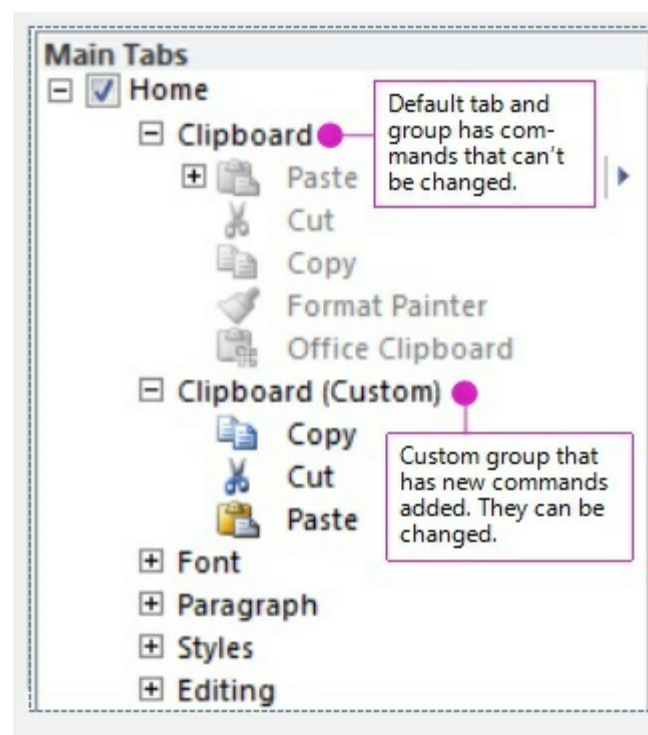 Main Tabs
Home
Clipboard
Default tab and
group has com-
mands that can't
be changed.
Paste
Cut
Copy
Format Painter
Office Clipboard
Clipboard (Custom)
Copy
Cut
Paste
Custom group that
has new commands
added. They can be
changed.
Font
Paragraph
Styles
Editing